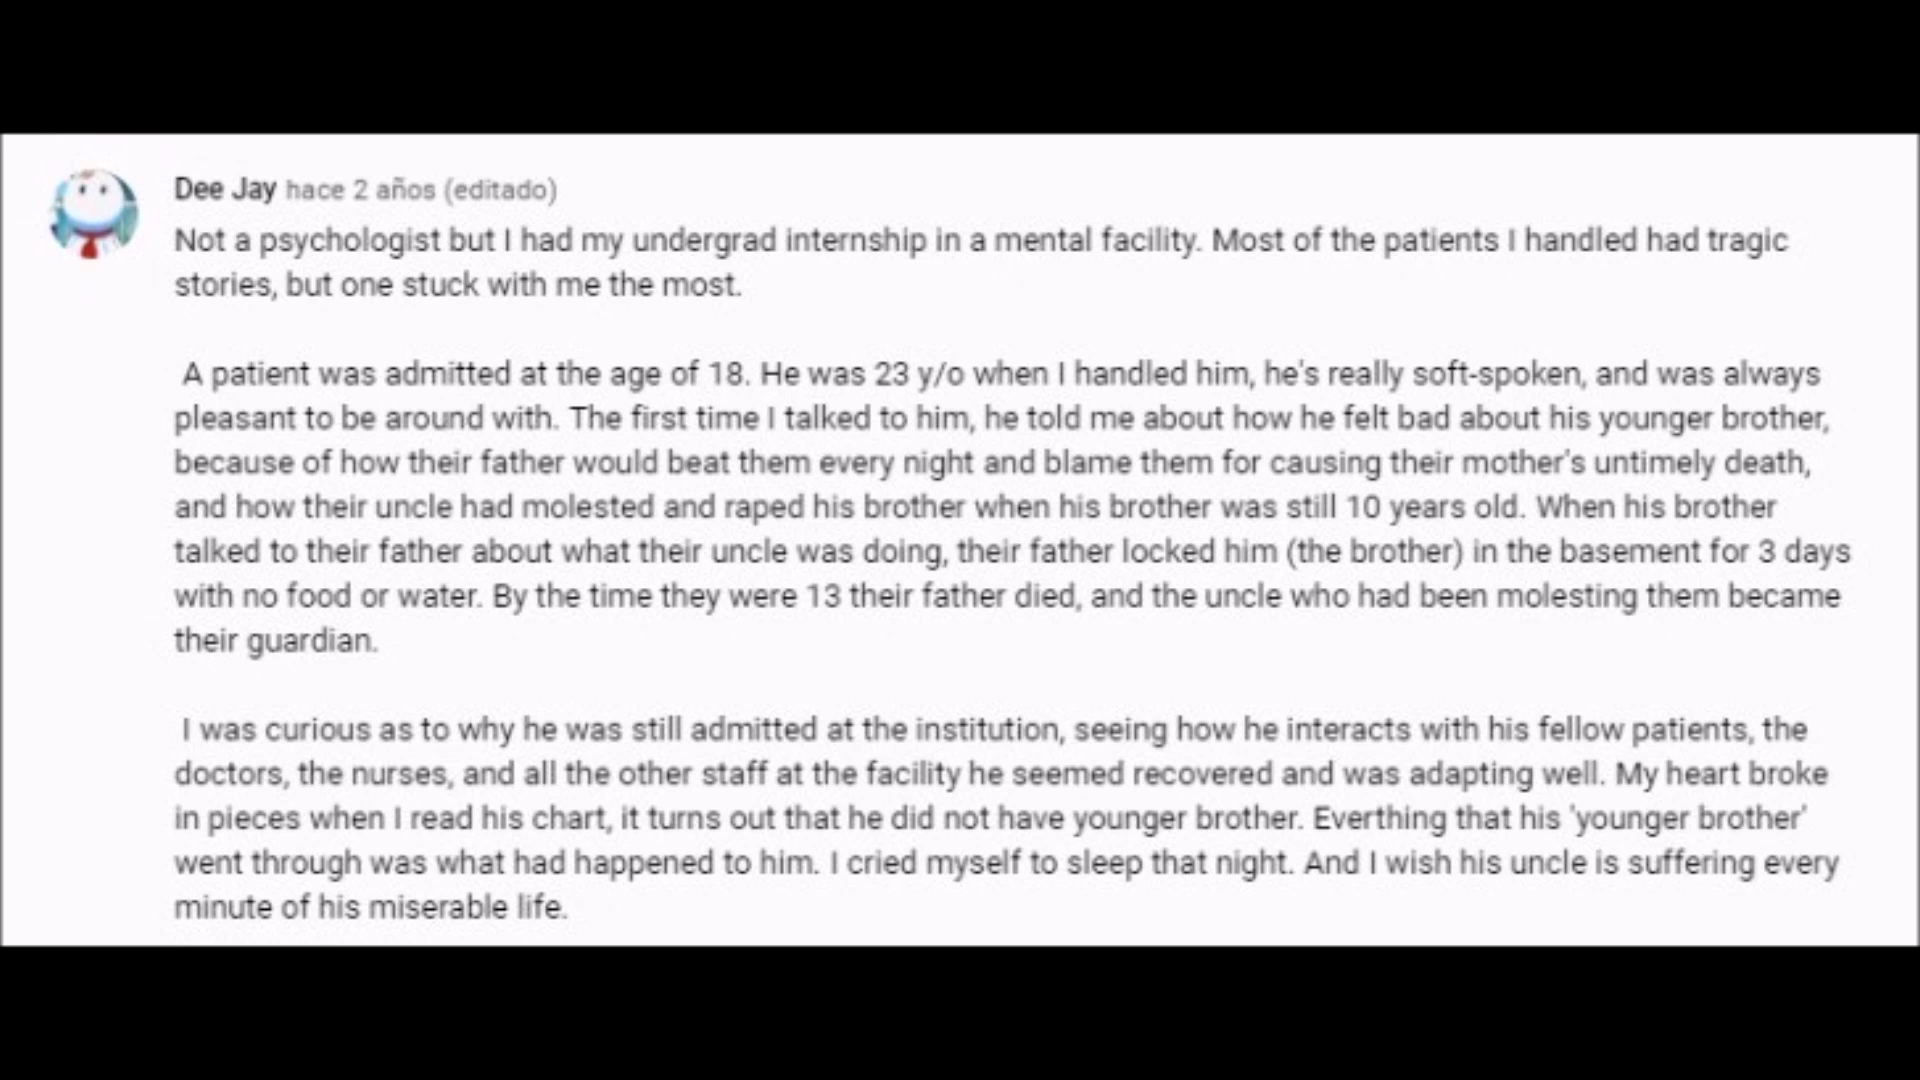 Dee Jay hace 2 años (editado)
Not a psychologist but I had my undergrad internship in a mental facility. Most of the patients I handled had tragic
stories, but one stuck with me the most.
A patient was admitted at the age of 18. He was 23 y/o when I handled him, he's really soft-spoken, and was always
pleasant to be around with. The first time I talked to him, he told me about how he felt bad about his younger brother,
because of how their father would beat them every night and blame them for causing their mother's untimely death,
and how their uncle had molested and raped his brother when his brother was still 10 years old. When his brother
talked to their father about what their uncle was doing, their father locked him (the brother) in the basement for 3 days
with no food or water. By the time they were 13 their father died, and the uncle who had been molesting them became
their guardian.
I was curious as to why he was still admitted at the institution, seeing how he interacts with his fellow patients, the
doctors, the nurses, and all the other staff at the facility he seemed recovered and was adapting well. My heart broke
in pieces when I read his chart, it turns out that he did not have younger brother. Everthing that his 'younger brother'
went through was what had happened to him. I cried myself to sleep that night. And I wish his uncle is suffering every
minute of his miserable life.